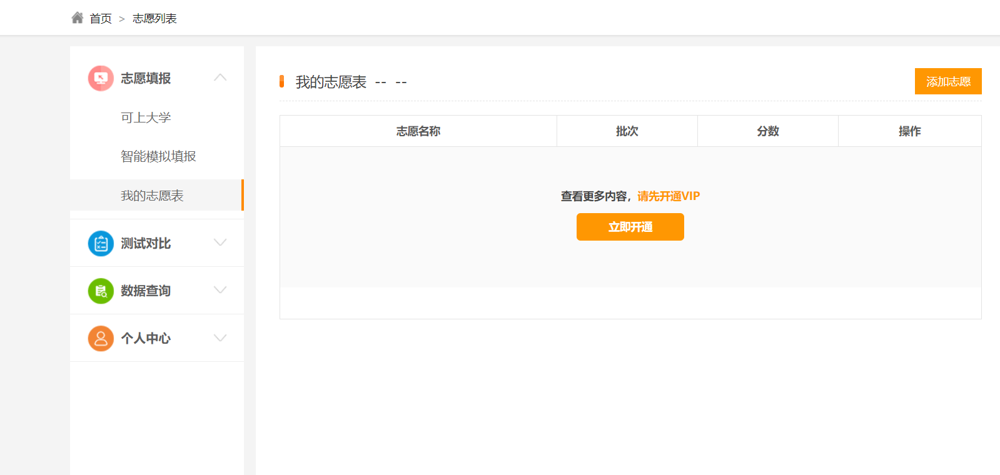 首页 > 志愿列表
志愿填报
可上大学
智能模拟填报
我的志愿表
测试对比
数据查询
个人中心
我的志愿表 -- --
添加志愿
志愿名称 批次 分数 操作
查看更多内容，请先开通VIP
立即开通